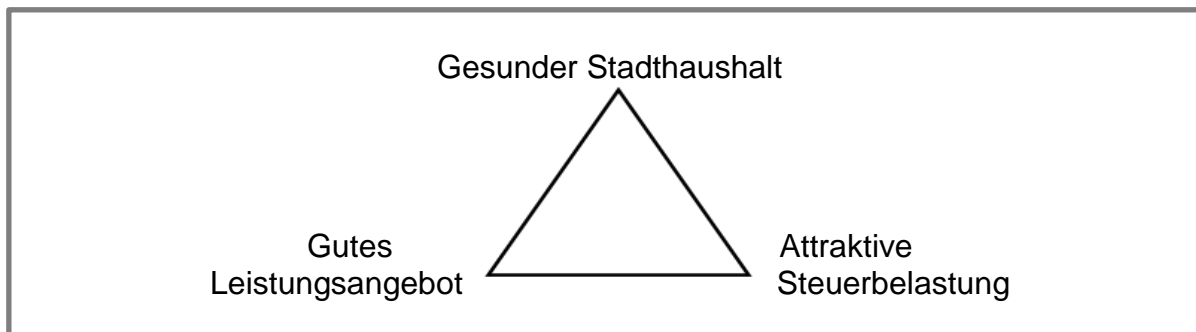 Gesunder Stadthaushalt
Gutes
Leistungsangebot
Attraktive
Steuerbelastung